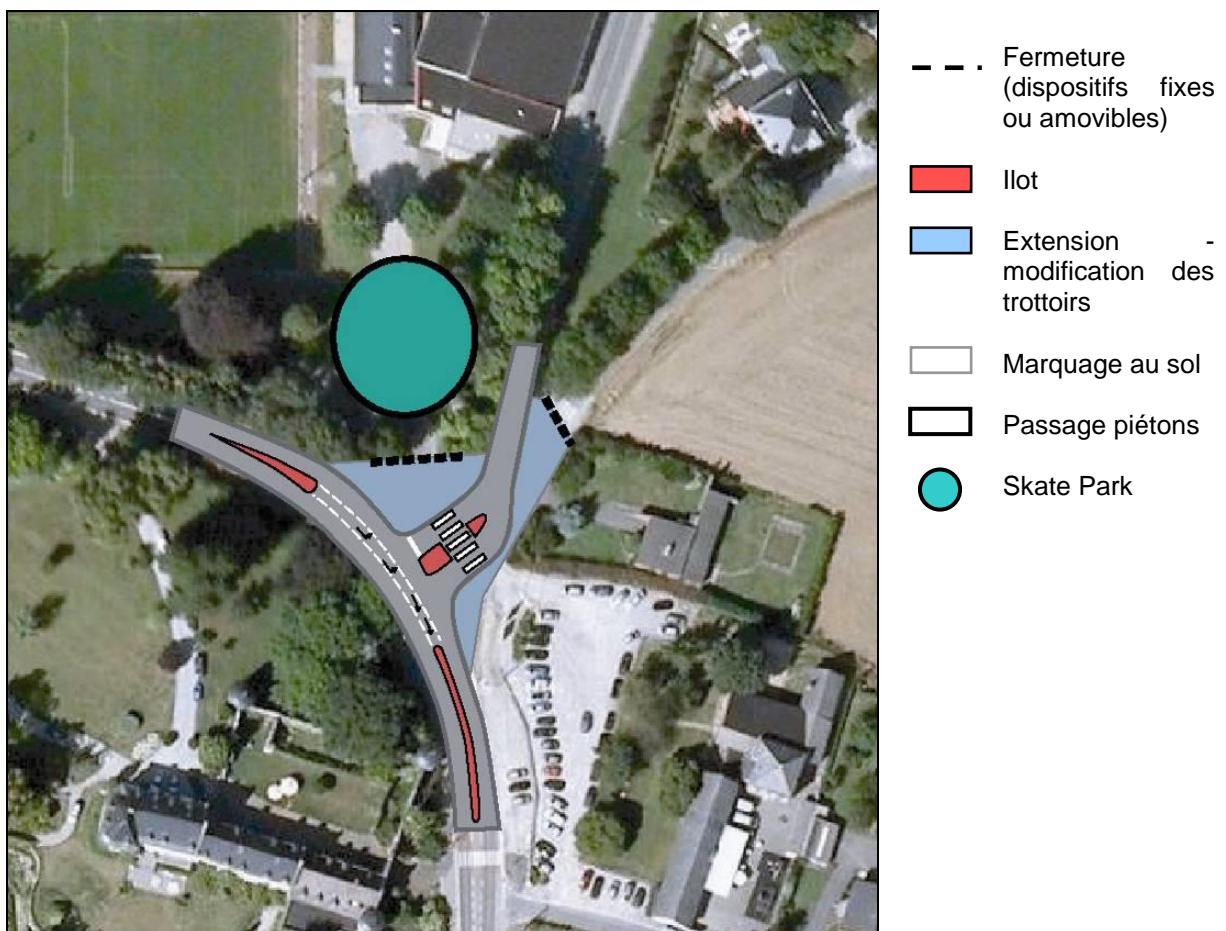 Fermeture
(dispositifs fixes
ou amovibles)
Ilot
Extension -
modification des
trottoirs
Marquage au sol
Passage piétons
Skate Park